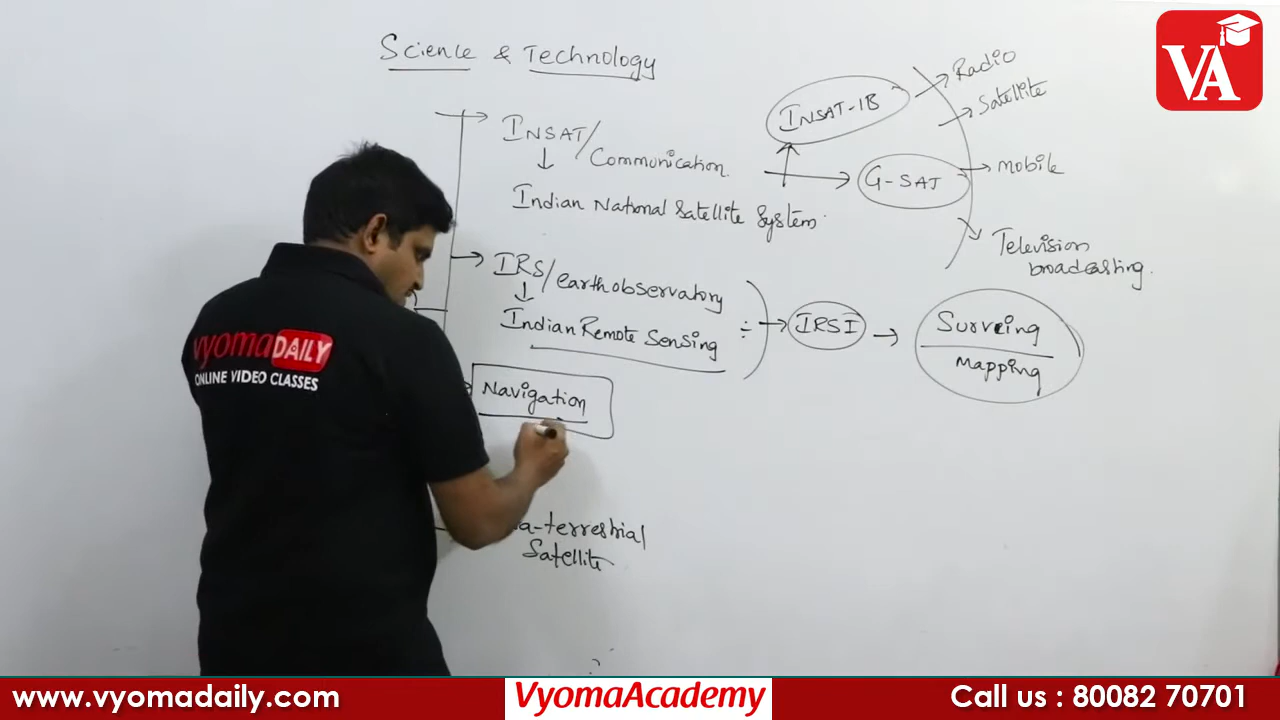 Science & Technology
INSAT/Communication
Indian National Satellite System
INSAT-1B
G-SAT
Radio
Satellite
mobile
Television
broadcasting.
IRS/earth observatory
Indian Remote Sensing
IRSI
Surveing
mapping
Navigation
a-terrestrial
Satellite
vyomaDAILY
ONLINE VIDEO CLASSES
VA
www.vyomadaily.com
VyomaAcademy
Call us : 80082 70701